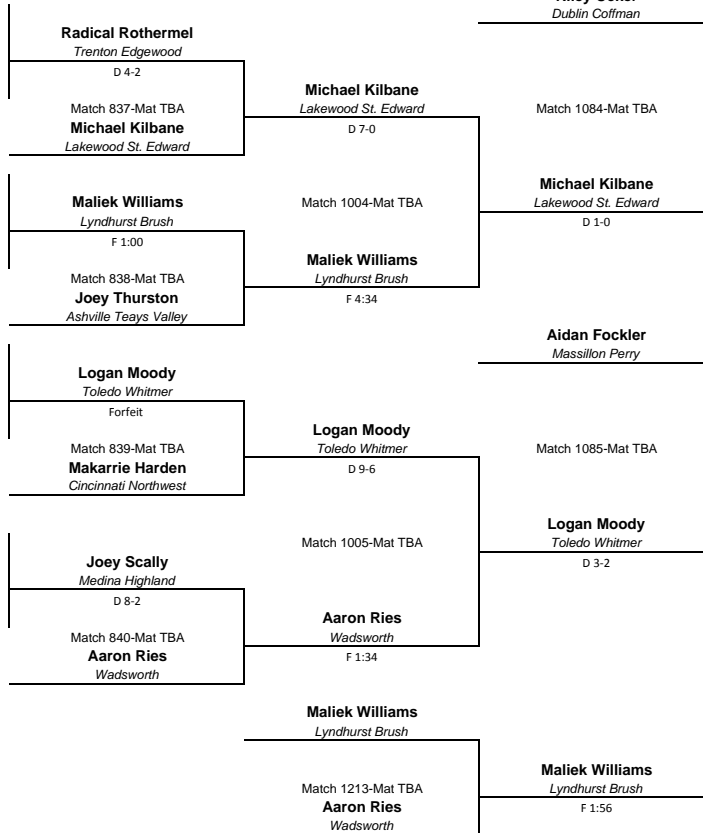 Dublin Coffman
Radical Rothermel
Trenton Edgewood
D 4-2
Michael Kilbane
Match 837-Mat TBA
Lakewood St. Edward
Match 1084-Mat TBA
Michael Kilbane
D 7-0
Lakewood St. Edward
Michael Kilbane
Maliek Williams
Match 1004-Mat TBA
Lakewood St. Edward
Lyndhurst Brush
D 1-0
F 1:00
Maliek Williams
Match 838-Mat TBA
Lyndhurst Brush
Joey Thurston
F 4:34
Ashville Teays Valley
Aidan Fockler
Massillon Perry
Logan Moody
Toledo Whitmer
Forfeit
Logan Moody
Match 839-Mat TBA
Toledo Whitmer
Match 1085-Mat TBA
Makarrie Harden
D 9-6
Cincinnati Northwest
Logan Moody
Match 1005-Mat TBA
Toledo Whitmer
Joey Scally
D 3-2
Medina Highland
D 8-2
Aaron Ries
Match 840-Mat TBA
Wadsworth
Aaron Ries
F 1:34
Wadsworth
Maliek Williams
Lyndhurst Brush
Maliek Williams
Match 1213-Mat TBA
Lyndhurst Brush
Aaron Ries
F 1:56
Wadsworth